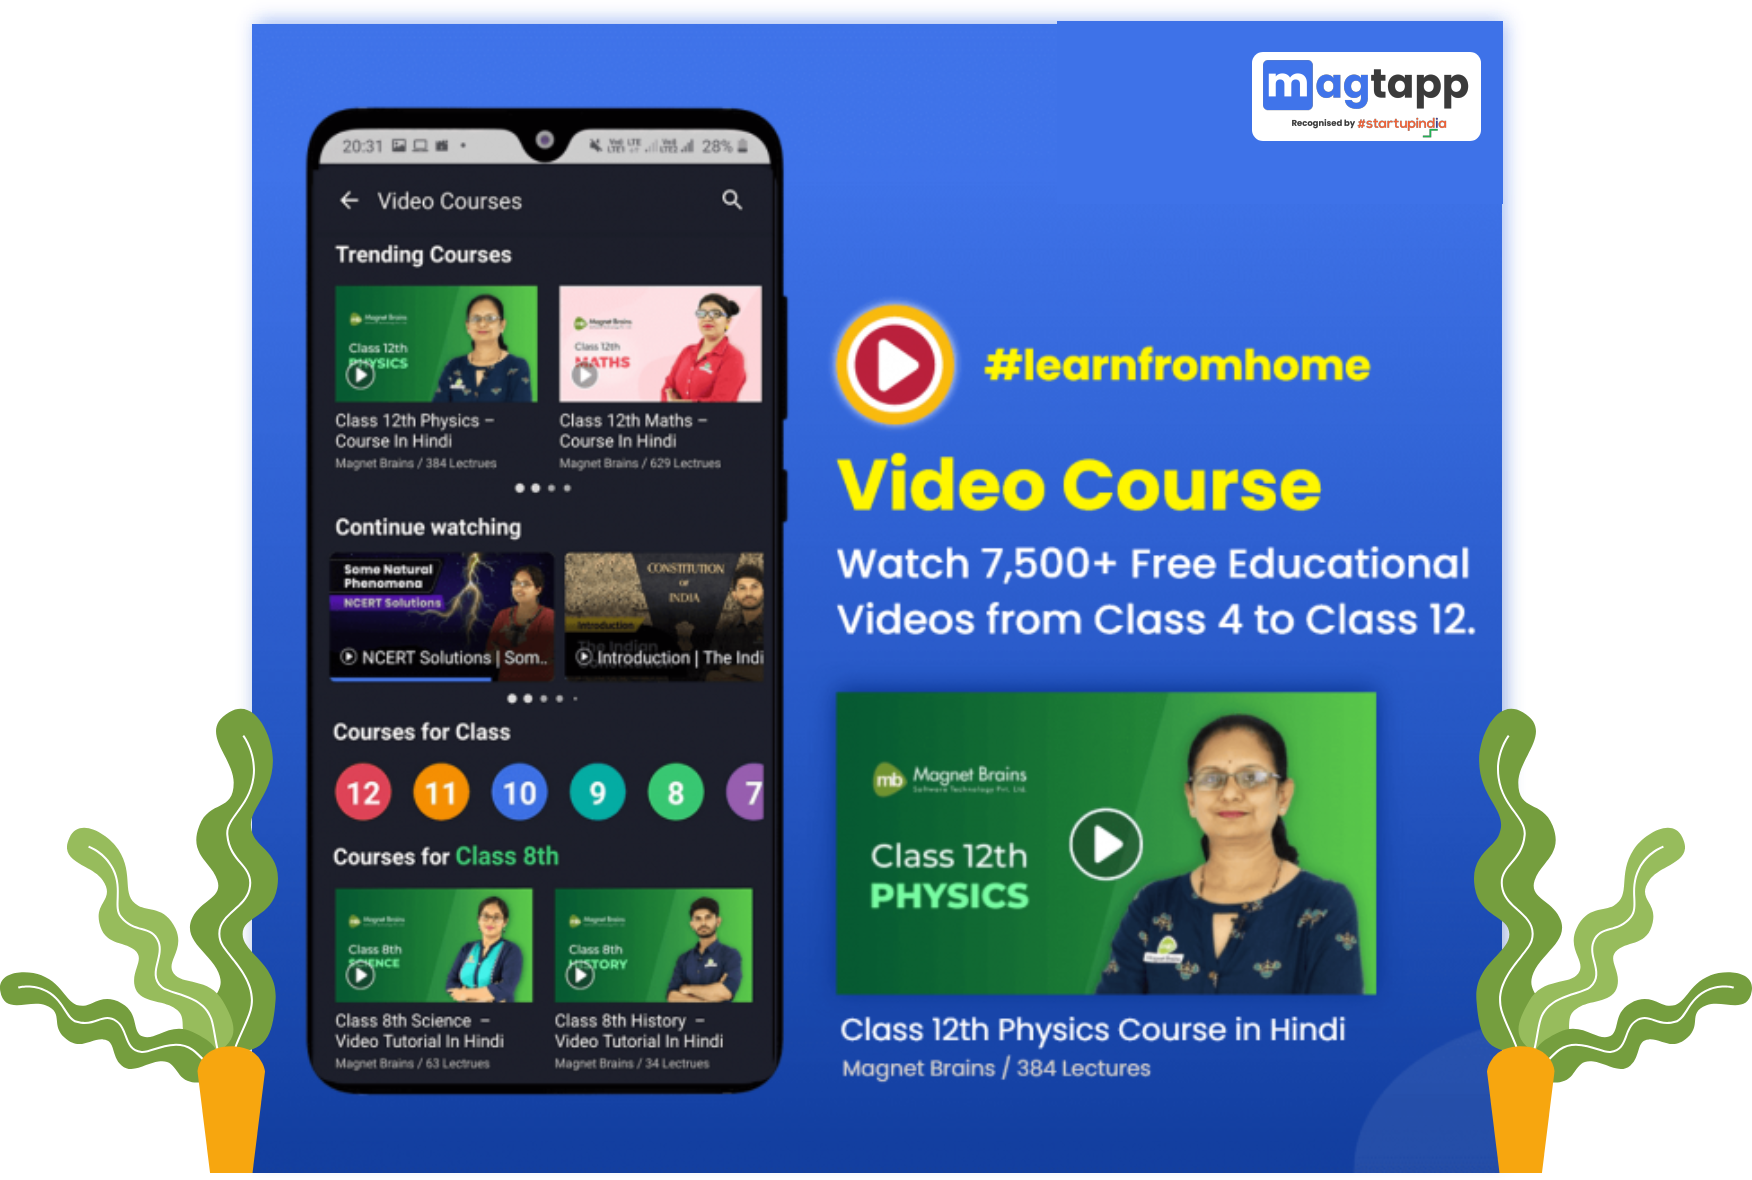 magtapp
Recognised by #startupindia
20:31
28%
Video Courses
Trending Courses
Magnet Brains
Class 12th
PHYSICS
Magnet Brains
Class 12th
MATHS
Class 12th Physics –
Course In Hindi
Magnet Brains / 384 Lectrues
Class 12th Maths –
Course In Hindi
Magnet Brains / 629 Lectrues
Continue watching
Some Natural
Phenomena
NCERT Solutions
NCERT Solutions | Som..
CONSTITUTION
OF
INDIA
Introduction
The Indian
Introduction | The Indi
Courses for Class
12 11 10 9 8 7
Courses for Class 8th
Magnet Brains
Class 8th
SCIENCE
Magnet Brains
Class 8th
HISTORY
Class 8th Science –
Video Tutorial In Hindi
Magnet Brains / 63 Lectrues
Class 8th History –
Video Tutorial In Hindi
Magnet Brains / 34 Lectrues
#learnfromhome
Video Course
Watch 7,500+ Free Educational
Videos from Class 4 to Class 12.
mb Magnet Brains
Software Technology Pvt. Ltd.
Class 12th
PHYSICS
Class 12th Physics Course in Hindi
Magnet Brains / 384 Lectures